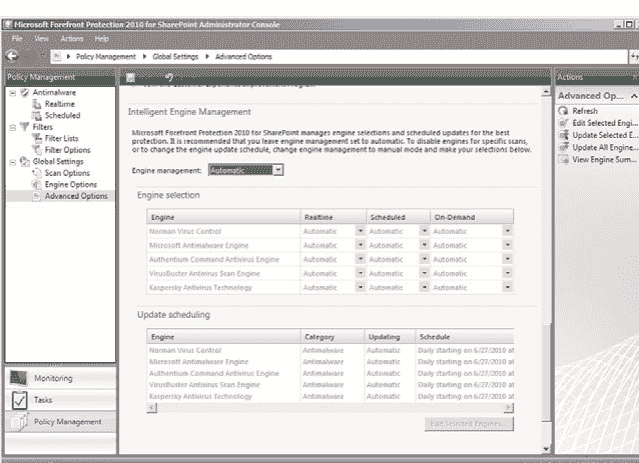 Microsoft Forefront Protection 2010 for SharePoint Administrator Console
File View Actions Help
Policy Management Global Settings Advanced Options
Policy Management
Antimalware
Realtime
Scheduled
Filters
Filter Lists
Filter Options
Global Settings
Scan Options
Engine Options
Advanced Options
Monitoring
Tasks
Policy Management
Intelligent Engine Management
Microsoft Forefront Protection 2010 for SharePoint manages engine selections and scheduled updates for the best
protection. It is recommended that you leave engine management set to automatic. To disable engines for specific scans,
or to change the engine update schedule, change engine management to manual mode and make your selections below.
Engine management: Automatic
Engine selection
Engine Realtime Scheduled On-Demand
Norman Virus Control Automatic Automatic Automatic
Microsoft Antimalware Engine Automatic Automatic Automatic
Authentium Command Antivirus Engine Automatic Automatic Automatic
VirusBuster Antivirus Scan Engine Automatic Automatic Automatic
Kaspersky Antivirus Technology Automatic Automatic Automatic
Update scheduling
Engine Category Updating Schedule
Norman Virus Control Antimalware Automatic Daily starting on 6/27/2010 at
Microsoft Antimalware Engine Antimalware Automatic Daily starting on 6/27/2010 at
Authentium Command Antivirus Engine Antimalware Automatic Daily starting on 6/27/2010 at
VirusBuster Antivirus Scan Engine Antimalware Automatic Daily starting on 6/27/2010 at
Kaspersky Antivirus Technology Antimalware Automatic Daily starting on 6/27/2010 at
Edit Selected Engines...
Actions
Advanced Op...
Refresh
Edit Selected Engi...
Update Selected E...
Update All Engine...
View Engine Sum...